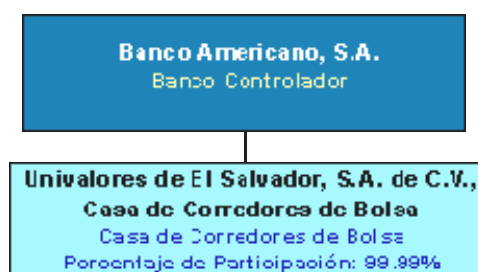 Banco Americano, S.A.
Banco Controlador
Univalores de El Salvador, S.A. de C.V.,
Casa de Corredores de Bolsa
Casa de Corredores de Bolsa
Porcentaje de Participación: 99.99%